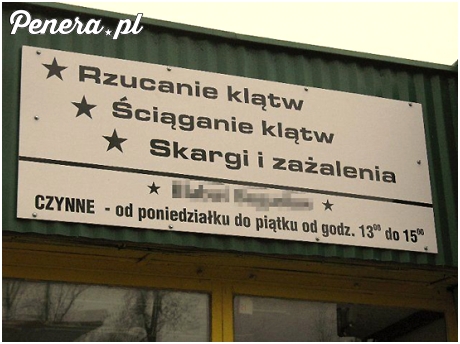 Penera.pl
★ Rzucanie klątw
★ Ściąganie klątw
★ Skargi i zażalenia
★ ★
CZYNNE - od poniedziałku do piątku od godz. 13⁰⁰ do 15⁰⁰